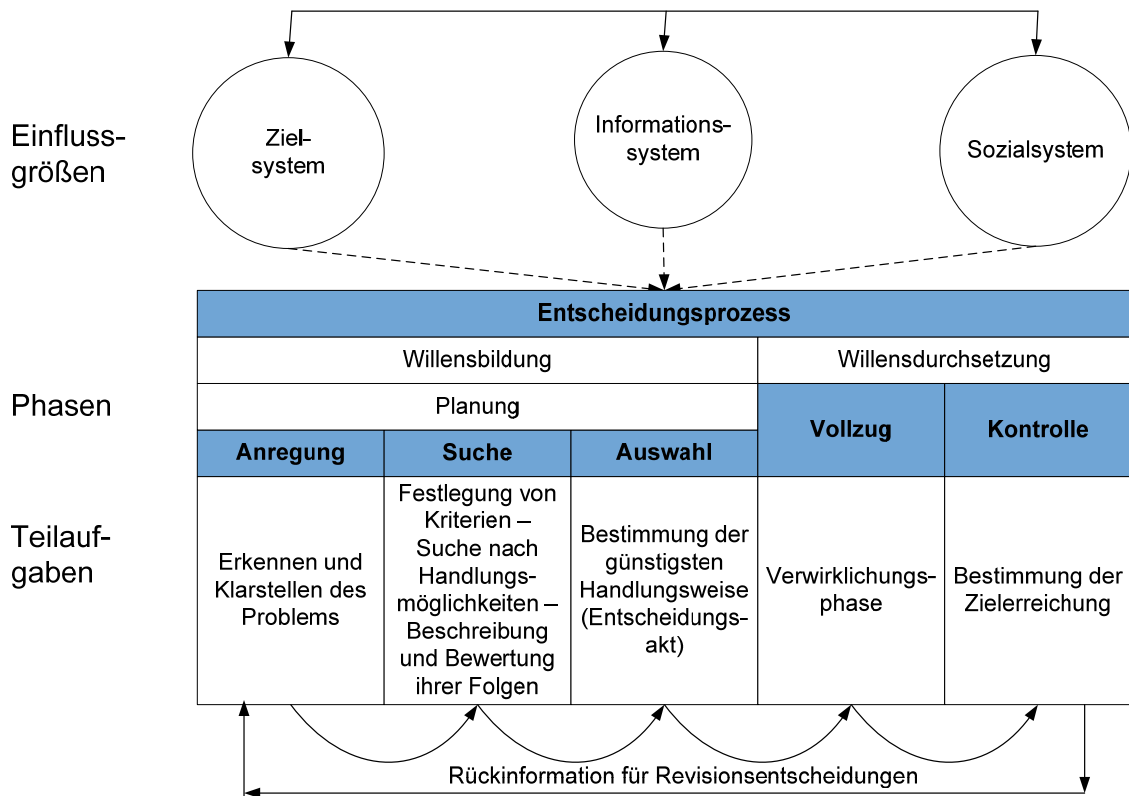 Einfluss-
größen
Ziel-
system
Informations-
system
Sozialsystem
Entscheidungsprozess
Willensbildung
Willensdurchsetzung
Phasen
Planung
Vollzug
Kontrolle
Anregung
Suche
Auswahl
Teilauf-
gaben
Erkennen und
Klarstellen des
Problems
Festlegung von
Kriterien –
Suche nach
Handlungs-
möglichkeiten –
Beschreibung
und Bewertung
ihrer Folgen
Bestimmung der
günstigsten
Handlungsweise
(Entscheidungs-
akt)
Verwirklichungs-
phase
Bestimmung der
Zielerreichung
Rückinformation für Revisionsentscheidungen